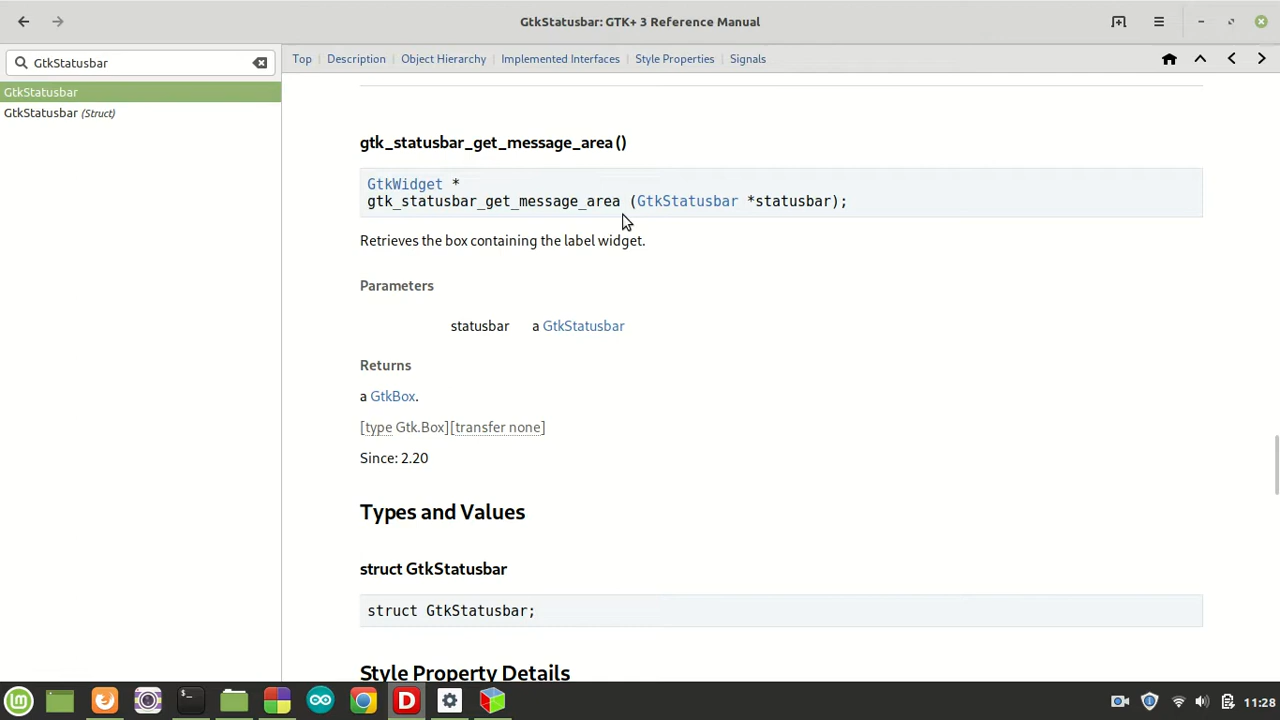 GtkStatusbar: GTK+ 3 Reference Manual
GtkStatusbar
Top
Description
Object Hierarchy
Implemented Interfaces
Style Properties
Signals
GtkStatusbar
GtkStatusbar (Struct)
gtk_statusbar_get_message_area ()
GtkWidget *
gtk_statusbar_get_message_area (GtkStatusbar *statusbar);
Retrieves the box containing the label widget.
Parameters
statusbar a GtkStatusbar
Returns
a GtkBox.
[type Gtk.Box][transfer none]
Since: 2.20
Types and Values
struct GtkStatusbar
struct GtkStatusbar;
Style Property Details
11:28